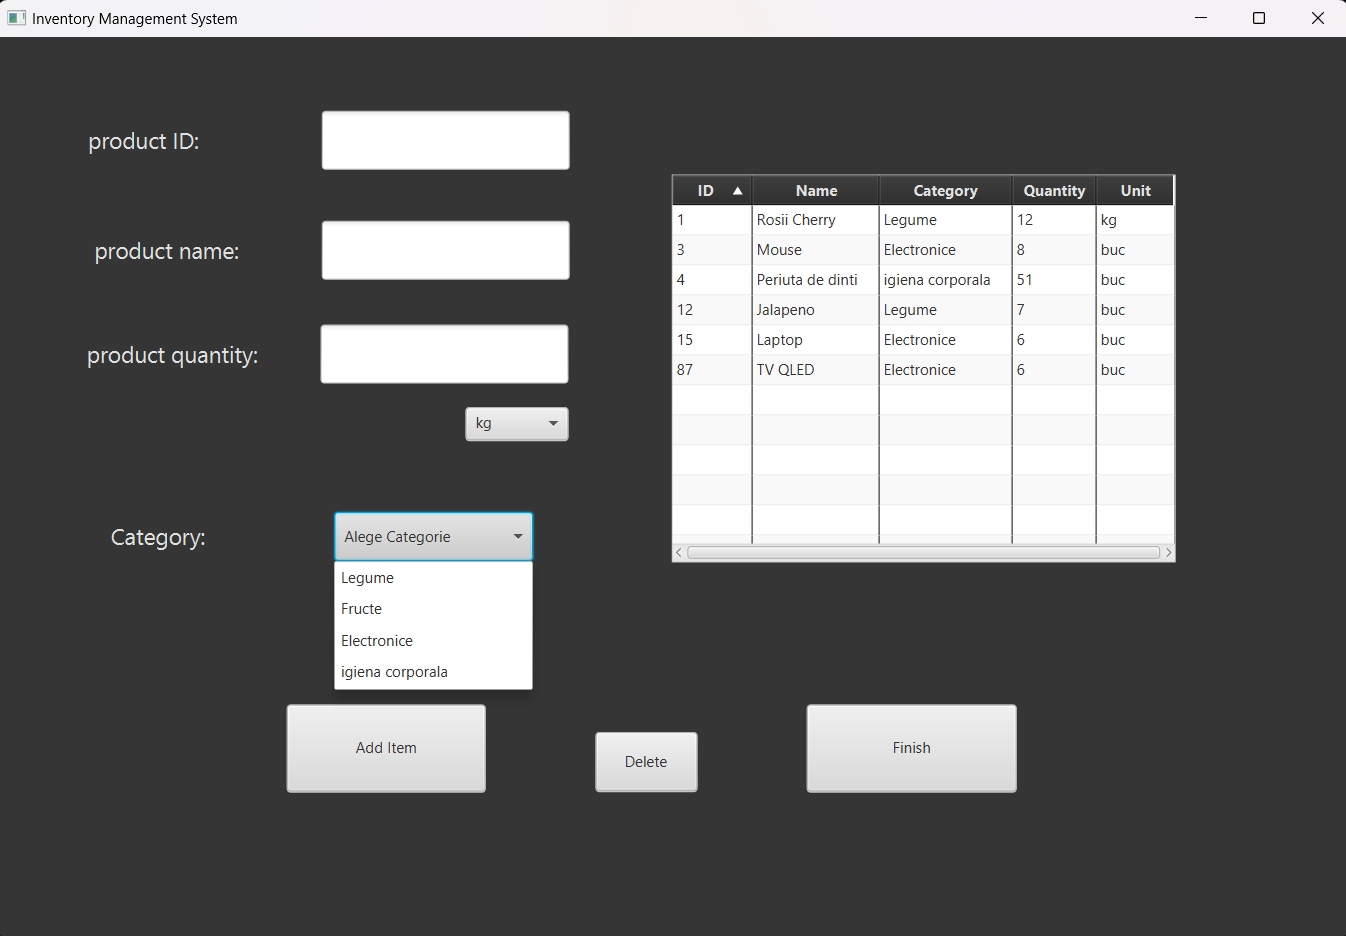 Inventory Management System
product ID:
product name:
product quantity:
kg
Category:
Alege Categorie
Legume
Fructe
Electronice
igiena corporala
Add Item
Delete
Finish
ID Name Category Quantity Unit
1 Rosii Cherry Legume 12 kg
3 Mouse Electronice 8 buc
4 Periuta de dinti igiena corporala 51 buc
12 Jalapeno Legume 7 buc
15 Laptop Electronice 6 buc
87 TV QLED Electronice 6 buc